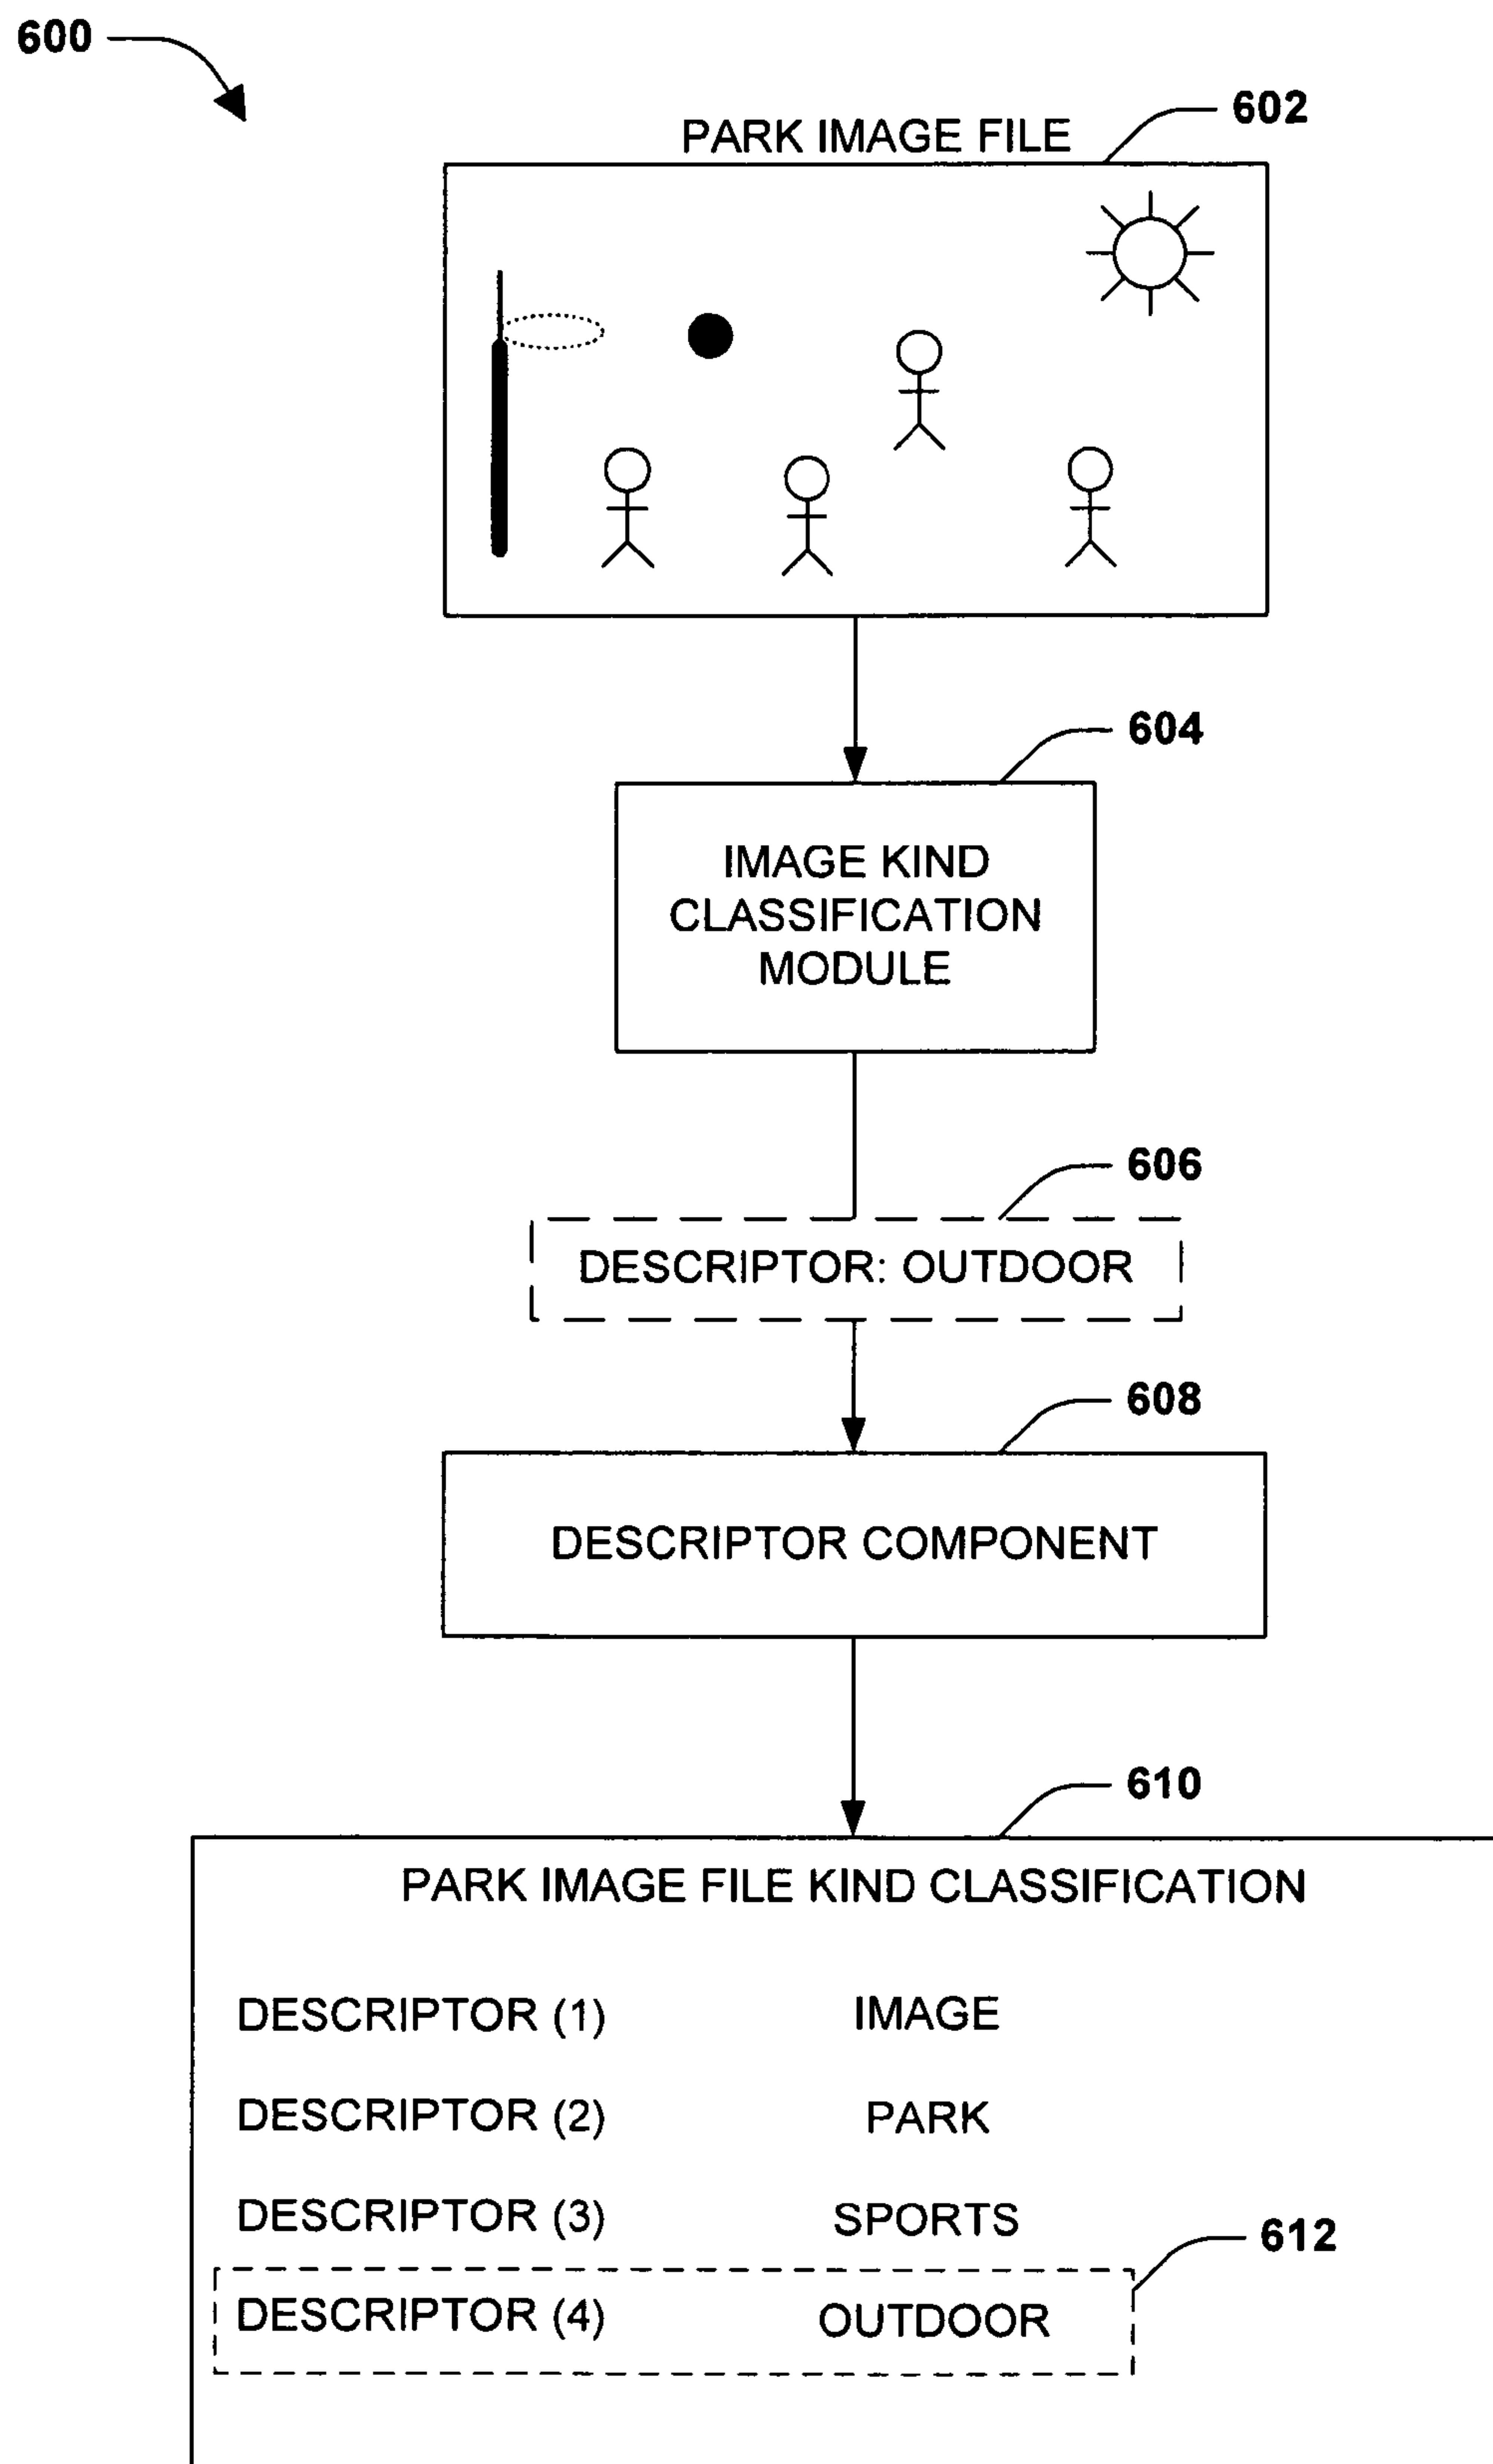 600
602
PARK IMAGE FILE
604
IMAGE KIND
CLASSIFICATION
MODULE
606
DESCRIPTOR: OUTDOOR
608
DESCRIPTOR COMPONENT
610
PARK IMAGE FILE KIND CLASSIFICATION
DESCRIPTOR (1) IMAGE
DESCRIPTOR (2) PARK
DESCRIPTOR (3) SPORTS
612
DESCRIPTOR (4) OUTDOOR